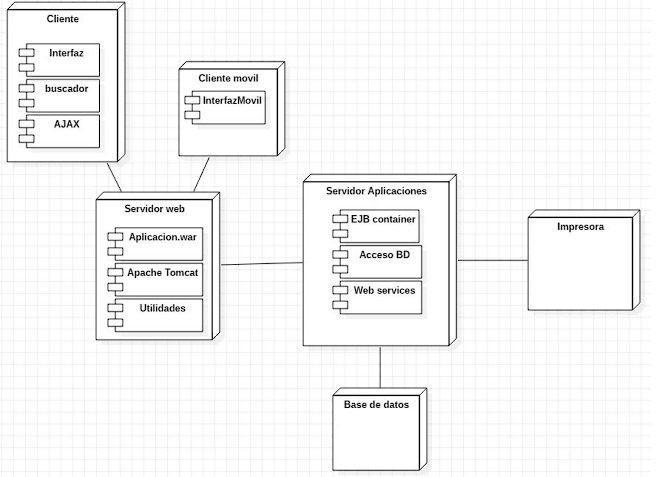 Cliente
Interfaz
buscador
AJAX
Cliente movil
InterfazMovil
Servidor web
Aplicacion.war
Apache Tomcat
Utilidades
Servidor Aplicaciones
EJB container
Acceso BD
Web services
Impresora
Base de datos